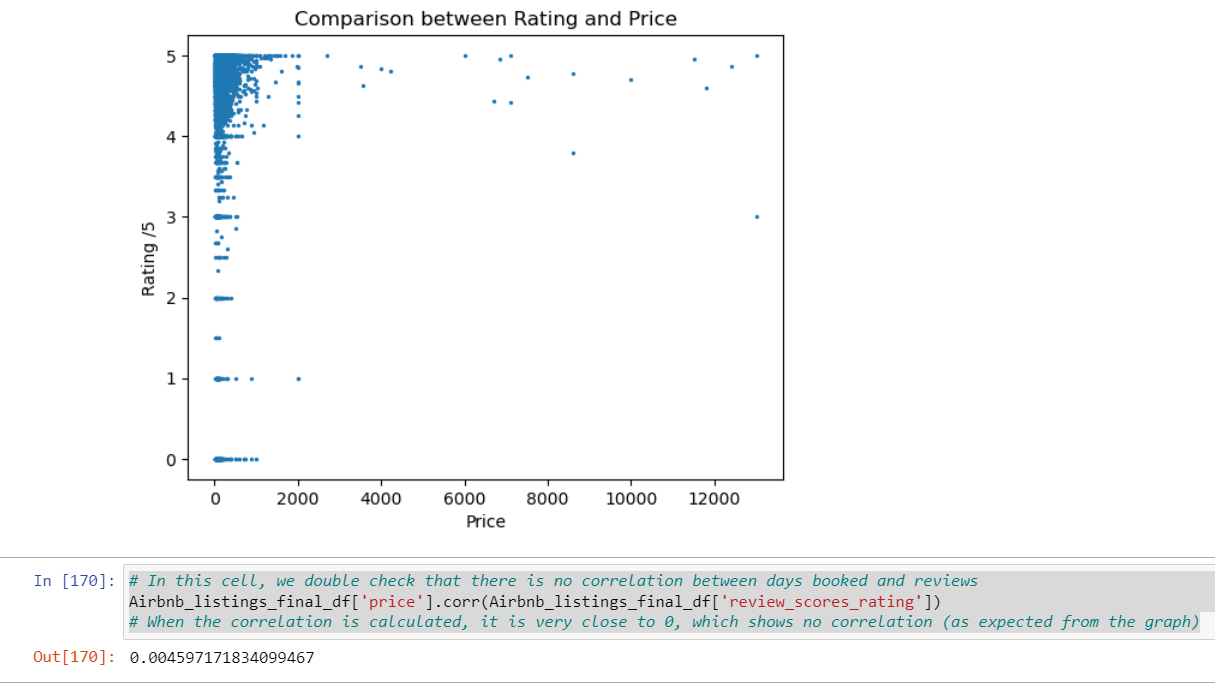 Comparison between Rating and Price
5
4
3
2
1
0
Rating /5
0 2000 4000 6000 8000 10000 12000
Price
In [170]: # In this cell, we double check that there is no correlation between days booked and reviews
Airbnb_listings_final_df['price'].corr(Airbnb_listings_final_df['review_scores_rating'])
# When the correlation is calculated, it is very close to 0, which shows no correlation (as expected from the graph)
Out[170]: 0.004597171834099467